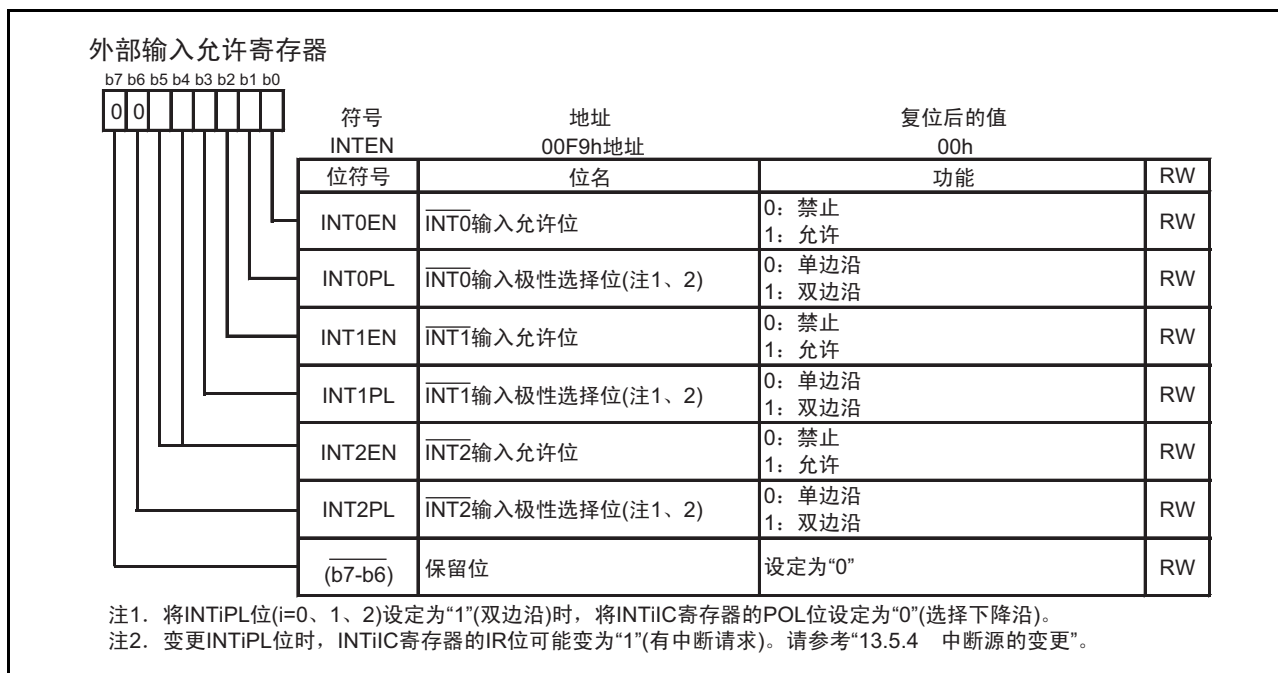 外部输入允许寄存器
b7 b6 b5 b4 b3 b2 b1 b0
0 0
符号 地址 复位后的值
INTEN 00F9h地址 00h
位符号 位名 功能 RW
INT0EN INT0输入允许位 0：禁止 RW
1：允许
INT0PL INT0输入极性选择位(注1、2) 0：单边沿 RW
1：双边沿
INT1EN INT1输入允许位 0：禁止 RW
1：允许
INT1PL INT1输入极性选择位(注1、2) 0：单边沿 RW
1：双边沿
INT2EN INT2输入允许位 0：禁止 RW
1：允许
INT2PL INT2输入极性选择位(注1、2) 0：单边沿 RW
1：双边沿
(b7-b6) 保留位 设定为“0” RW
注1. 将INTiPL位(i=0、1、2)设定为“1”(双边沿)时，将INTiIC寄存器的POL位设定为“0”(选择下降沿)。
注2. 变更INTiPL位时，INTiIC寄存器的IR位可能变为“1”(有中断请求)。请参考“13.5.4 中断源的变更”。